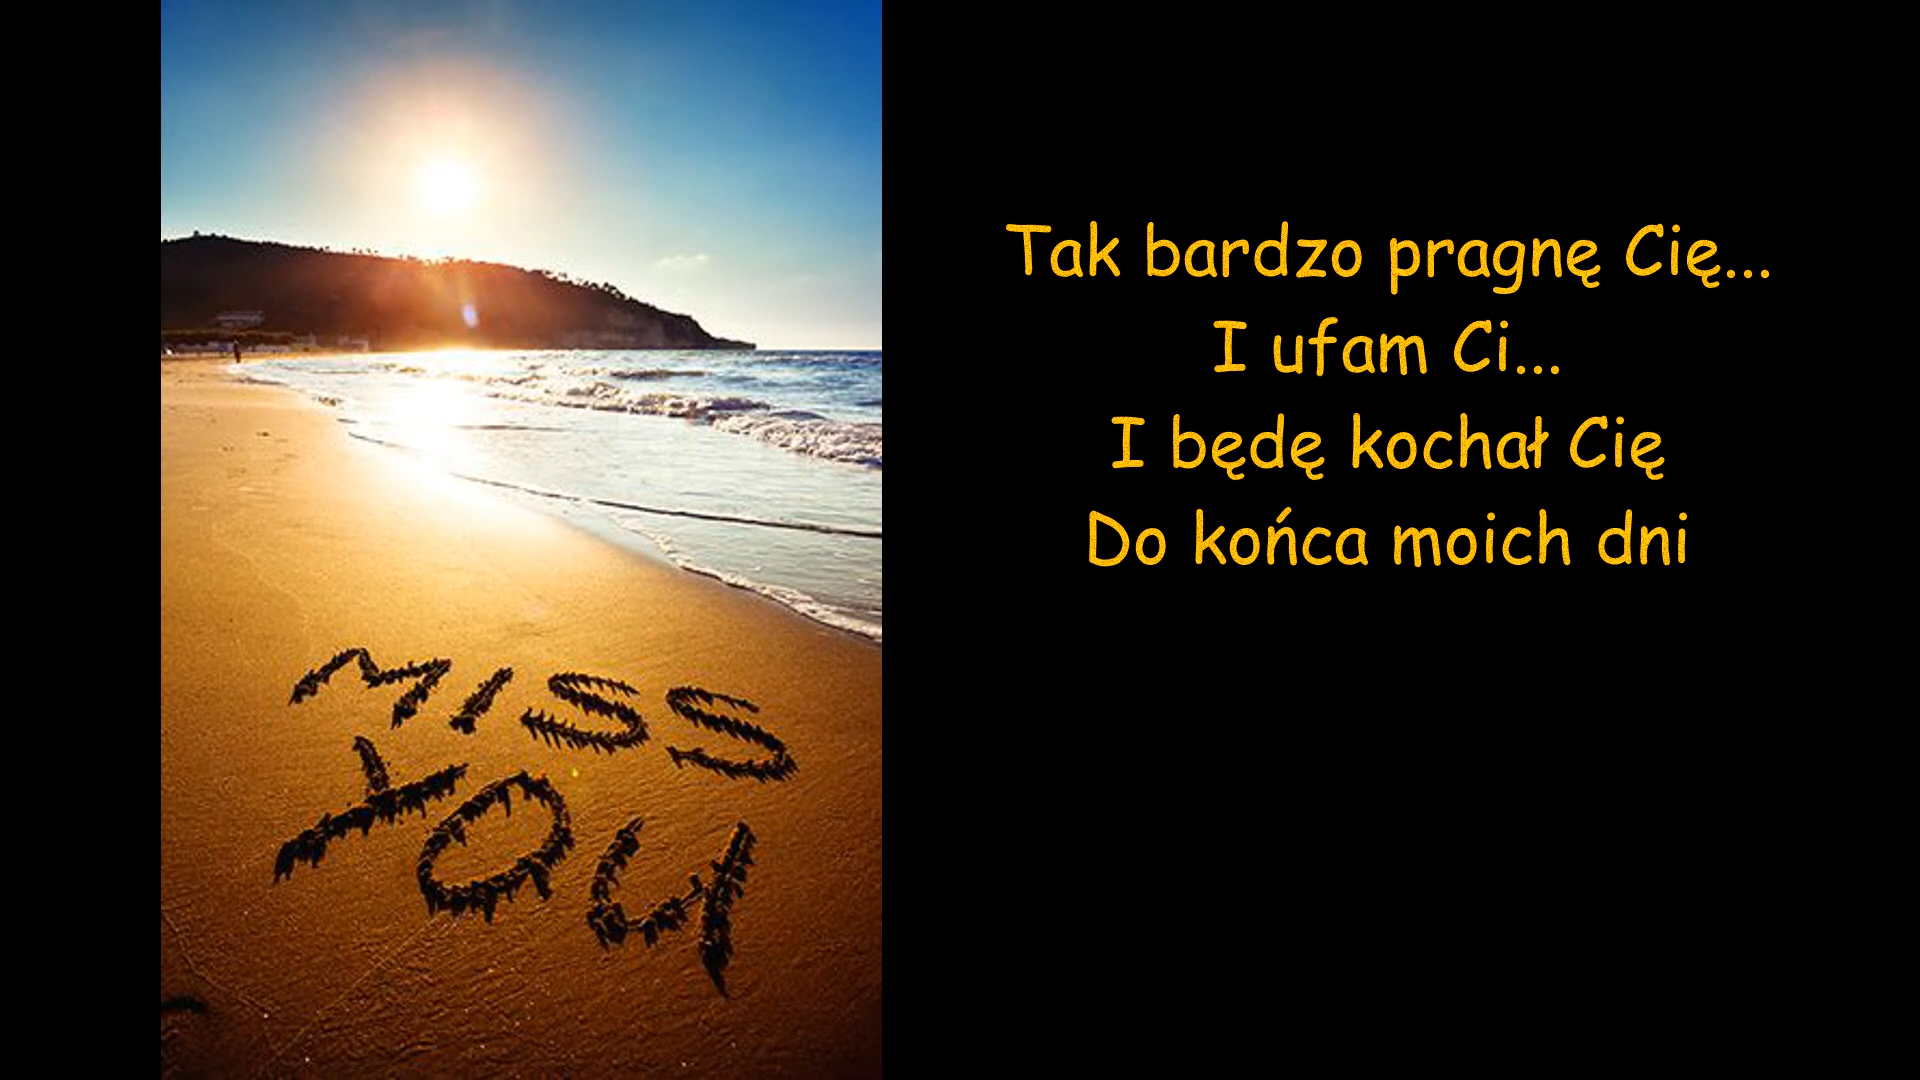 MISS
YOU
Tak bardzo pragnę Cię...
I ufam Ci...
I będę kochał Cię
Do końca moich dni